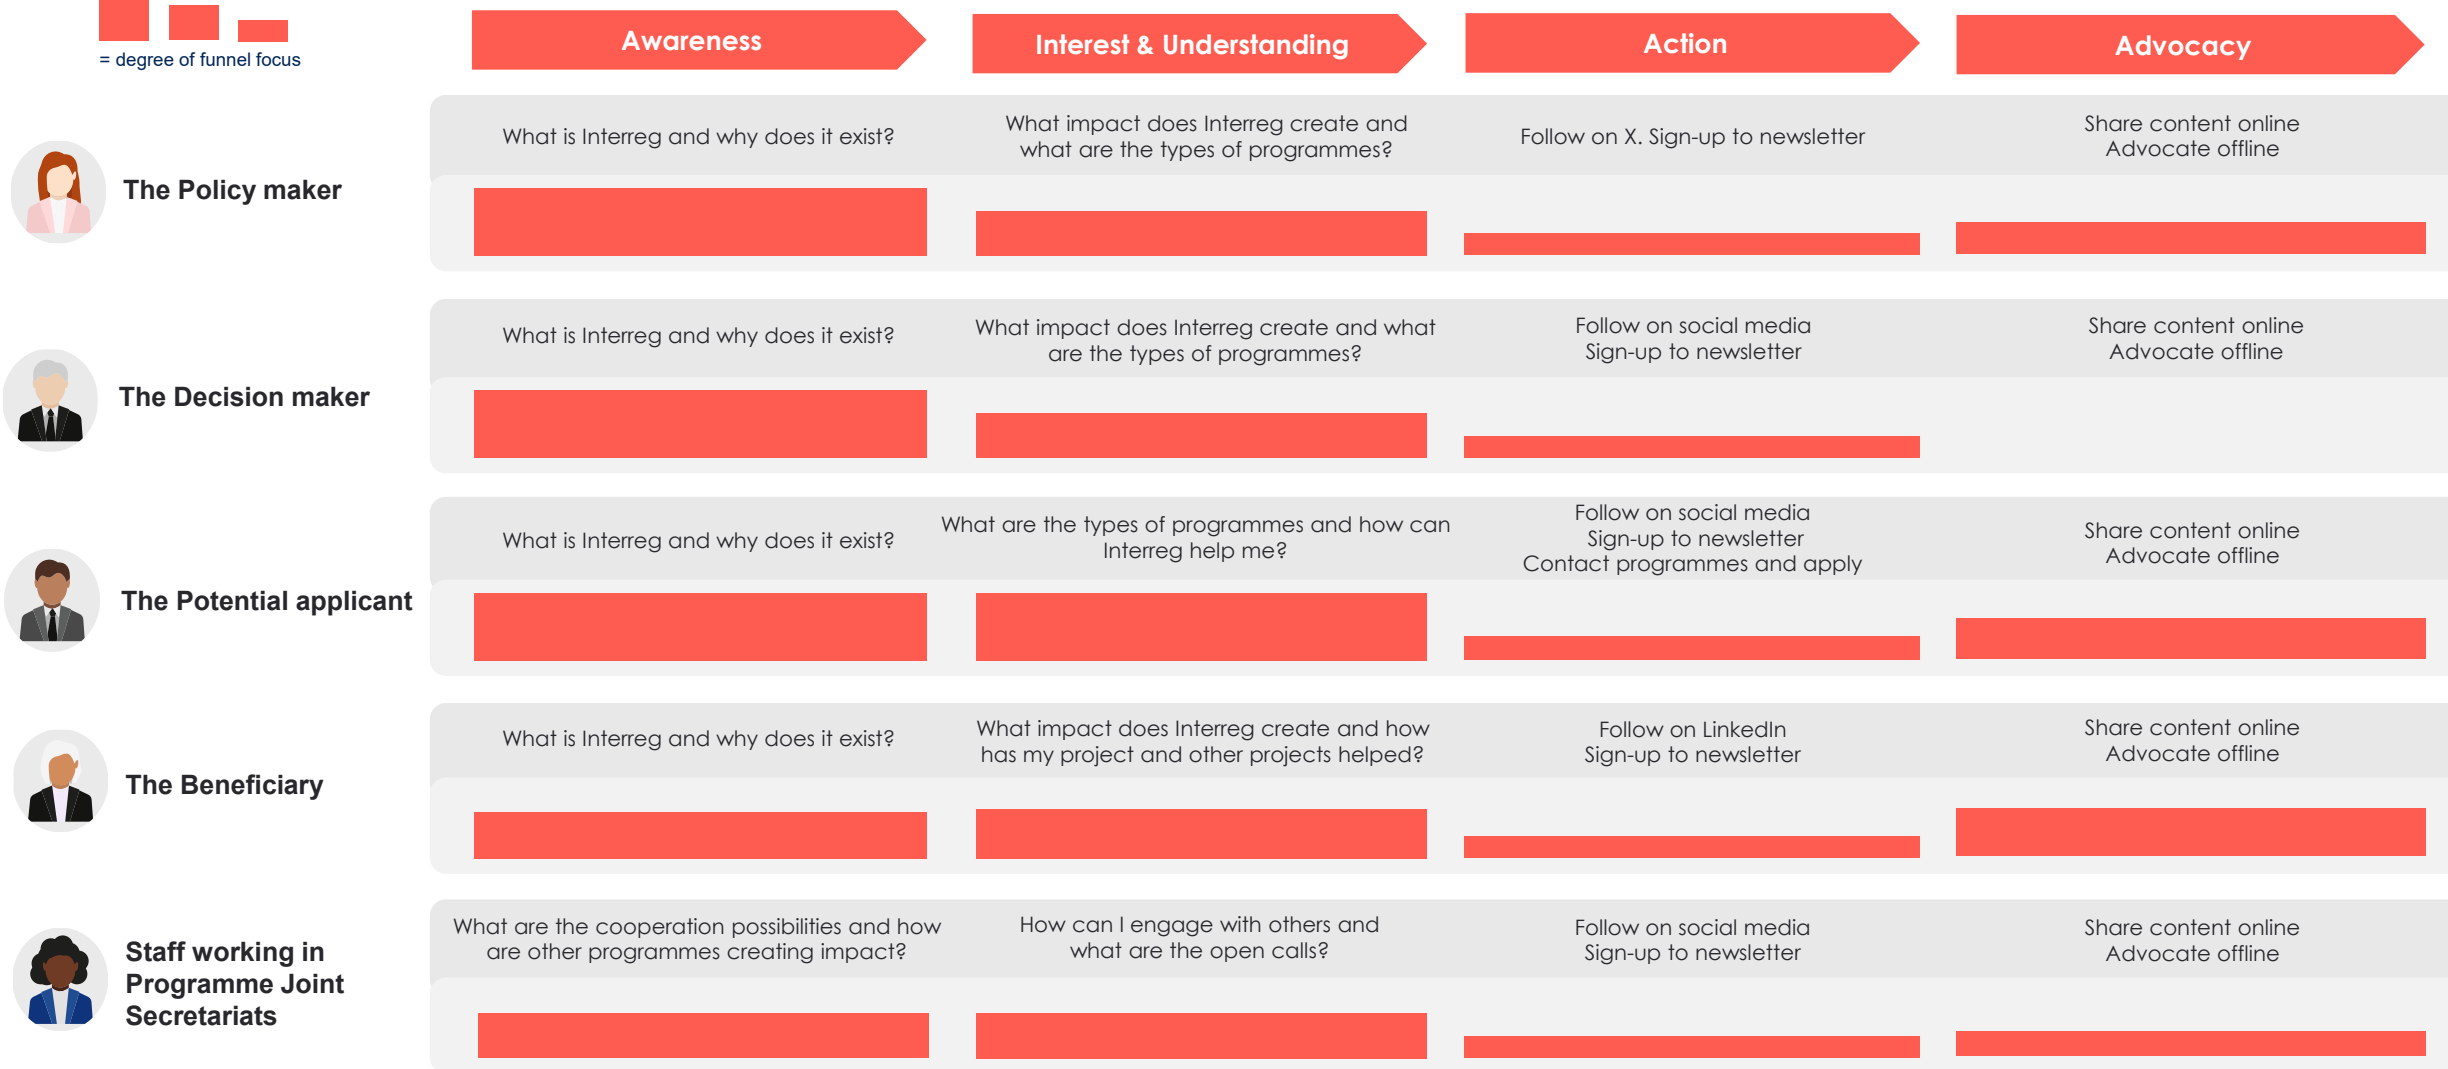 = degree of funnel focus
Awareness
Interest & Understanding
Action
Advocacy
The Policy maker
What is Interreg and why does it exist?
What impact does Interreg create and
what are the types of programmes?
Follow on X. Sign-up to newsletter
Share content online
Advocate offline
The Decision maker
What is Interreg and why does it exist?
What impact does Interreg create and what
are the types of programmes?
Follow on social media
Sign-up to newsletter
Share content online
Advocate offline
The Potential applicant
What is Interreg and why does it exist?
What are the types of programmes and how can
Interreg help me?
Follow on social media
Sign-up to newsletter
Contact programmes and apply
Share content online
Advocate offline
The Beneficiary
What is Interreg and why does it exist?
What impact does Interreg create and how
has my project and other projects helped?
Follow on LinkedIn
Sign-up to newsletter
Share content online
Advocate offline
Staff working in
Programme Joint
Secretariats
What are the cooperation possibilities and how
are other programmes creating impact?
How can I engage with others and
what are the open calls?
Follow on social media
Sign-up to newsletter
Share content online
Advocate offline